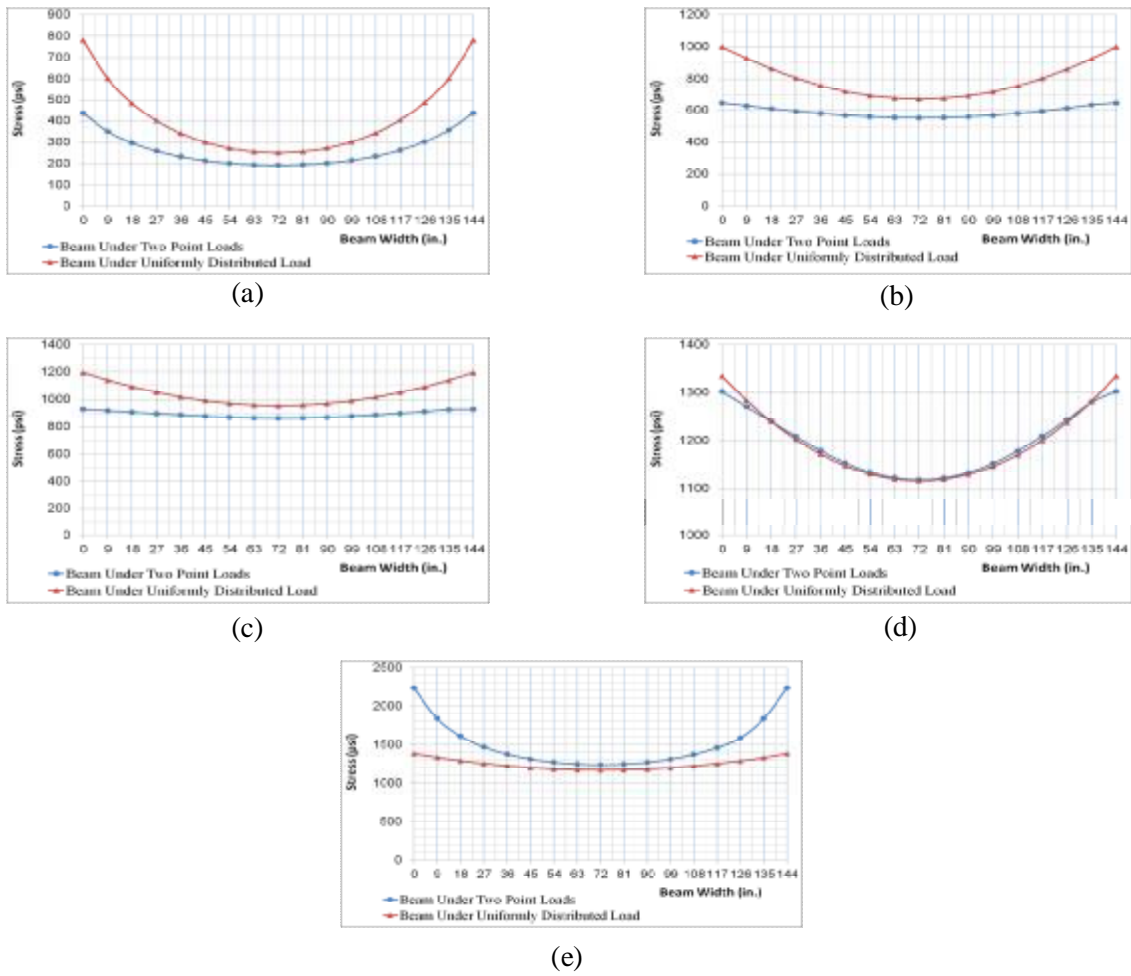 900
800
700
600
500
400
300
200
100
0
Stress (psi)
0 9 18 27 36 45 54 63 72 81 90 99 108 117 126 135 144
Beam Width (in.)
Beam Under Two Point Loads
Beam Under Uniformly Distributed Load
(a)
1200
1000
800
600
400
200
0
Stress (psi)
0 9 18 27 36 45 54 63 72 81 90 99 108 117 126 135 144
Beam Width (in.)
Beam Under Two Point Loads
Beam Under Uniformly Distributed Load
(b)
1400
1200
1000
800
600
400
200
0
Stress (psi)
0 9 18 27 36 45 54 63 72 81 90 99 108 117 126 135 144
Beam Width (in.)
Beam Under Two Point Loads
Beam Under Uniformly Distributed Load
(c)
1400
1300
1200
1100
1000
Stress (psi)
0 9 18 27 36 45 54 63 72 81 90 99 108 117 126 135 144
Beam Width (in.)
Beam Under Two Point Loads
Beam Under Uniformly Distributed Load
(d)
2500
2000
1500
1000
500
0
Stress (psi)
0 9 18 27 36 45 54 63 72 81 90 99 108 117 126 135 144
Beam Width (in.)
Beam Under Two Point Loads
Beam Under Uniformly Distributed Load
(e)